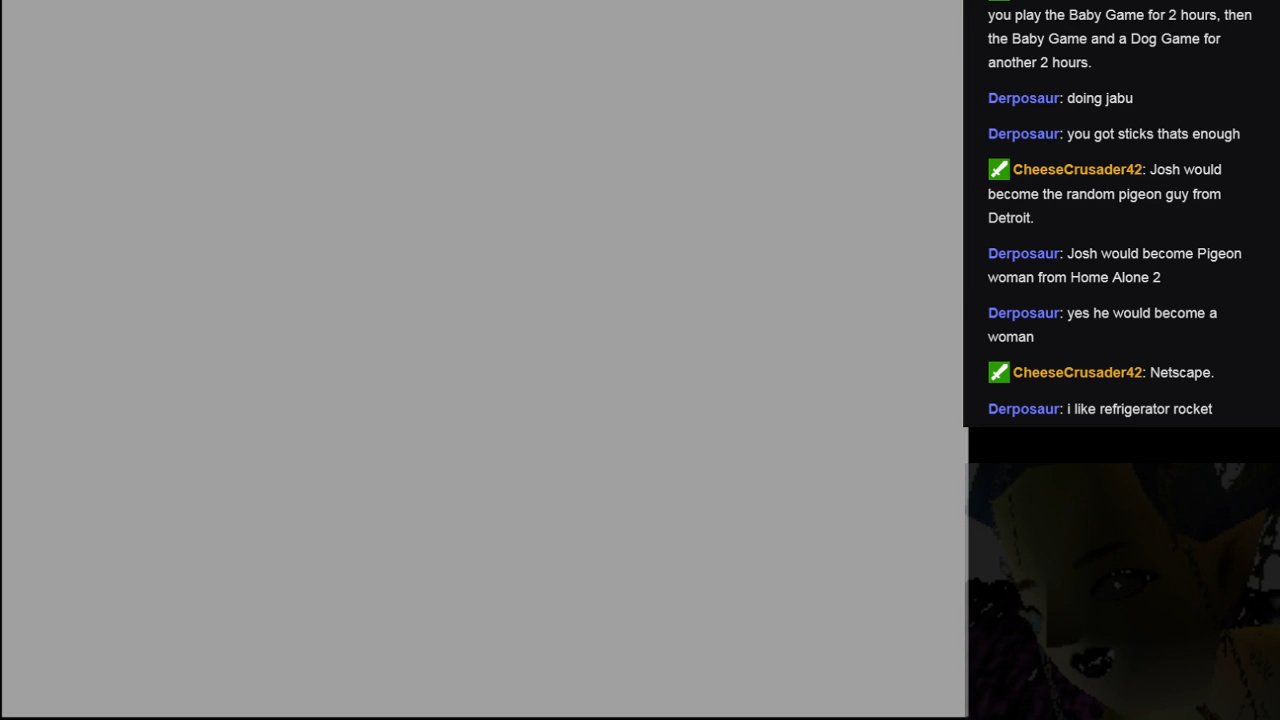 you play the Baby Game for 2 hours, then
the Baby Game and a Dog Game for
another 2 hours.
Derposaur: doing jabu
Derposaur: you got sticks thats enough
CheeseCrusader42: Josh would
become the random pigeon guy from
Detroit.
Derposaur: Josh would become Pigeon
woman from Home Alone 2
Derposaur: yes he would become a
woman
CheeseCrusader42: Netscape.
Derposaur: i like refrigerator rocket